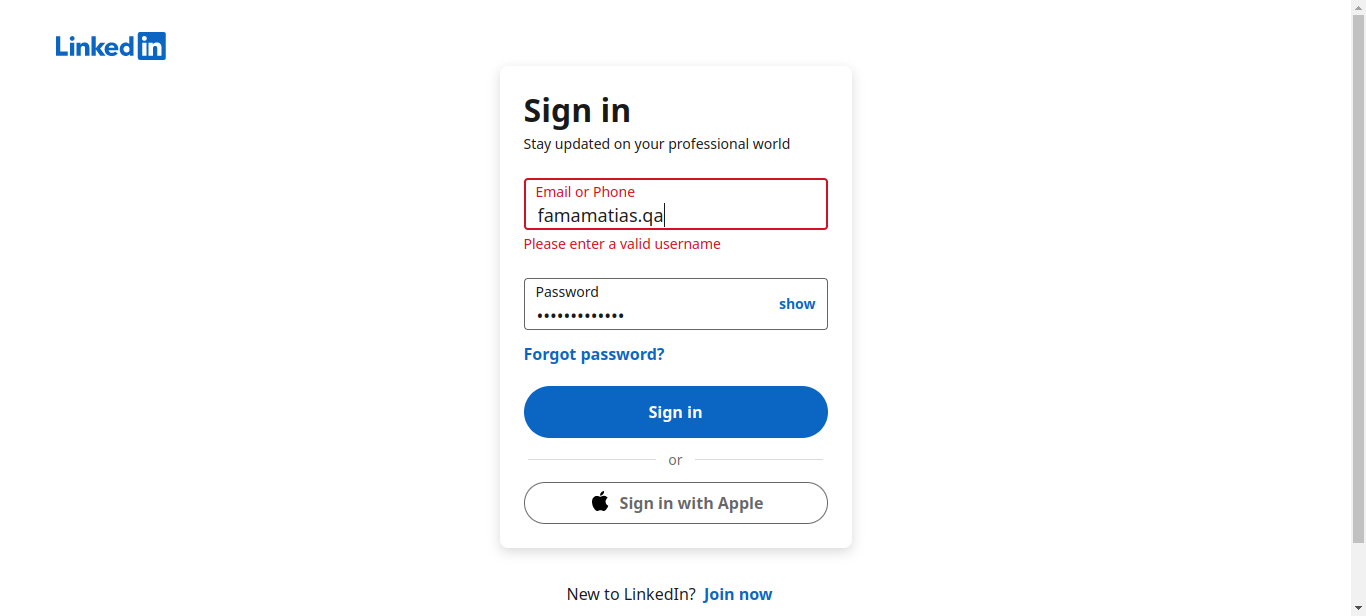 LinkedIn
Sign in
Stay updated on your professional world
Email or Phone
famamatias.qa
Please enter a valid username
Password
•••••••••••••
show
Forgot password?
Sign in
or
Sign in with Apple
New to LinkedIn? Join now